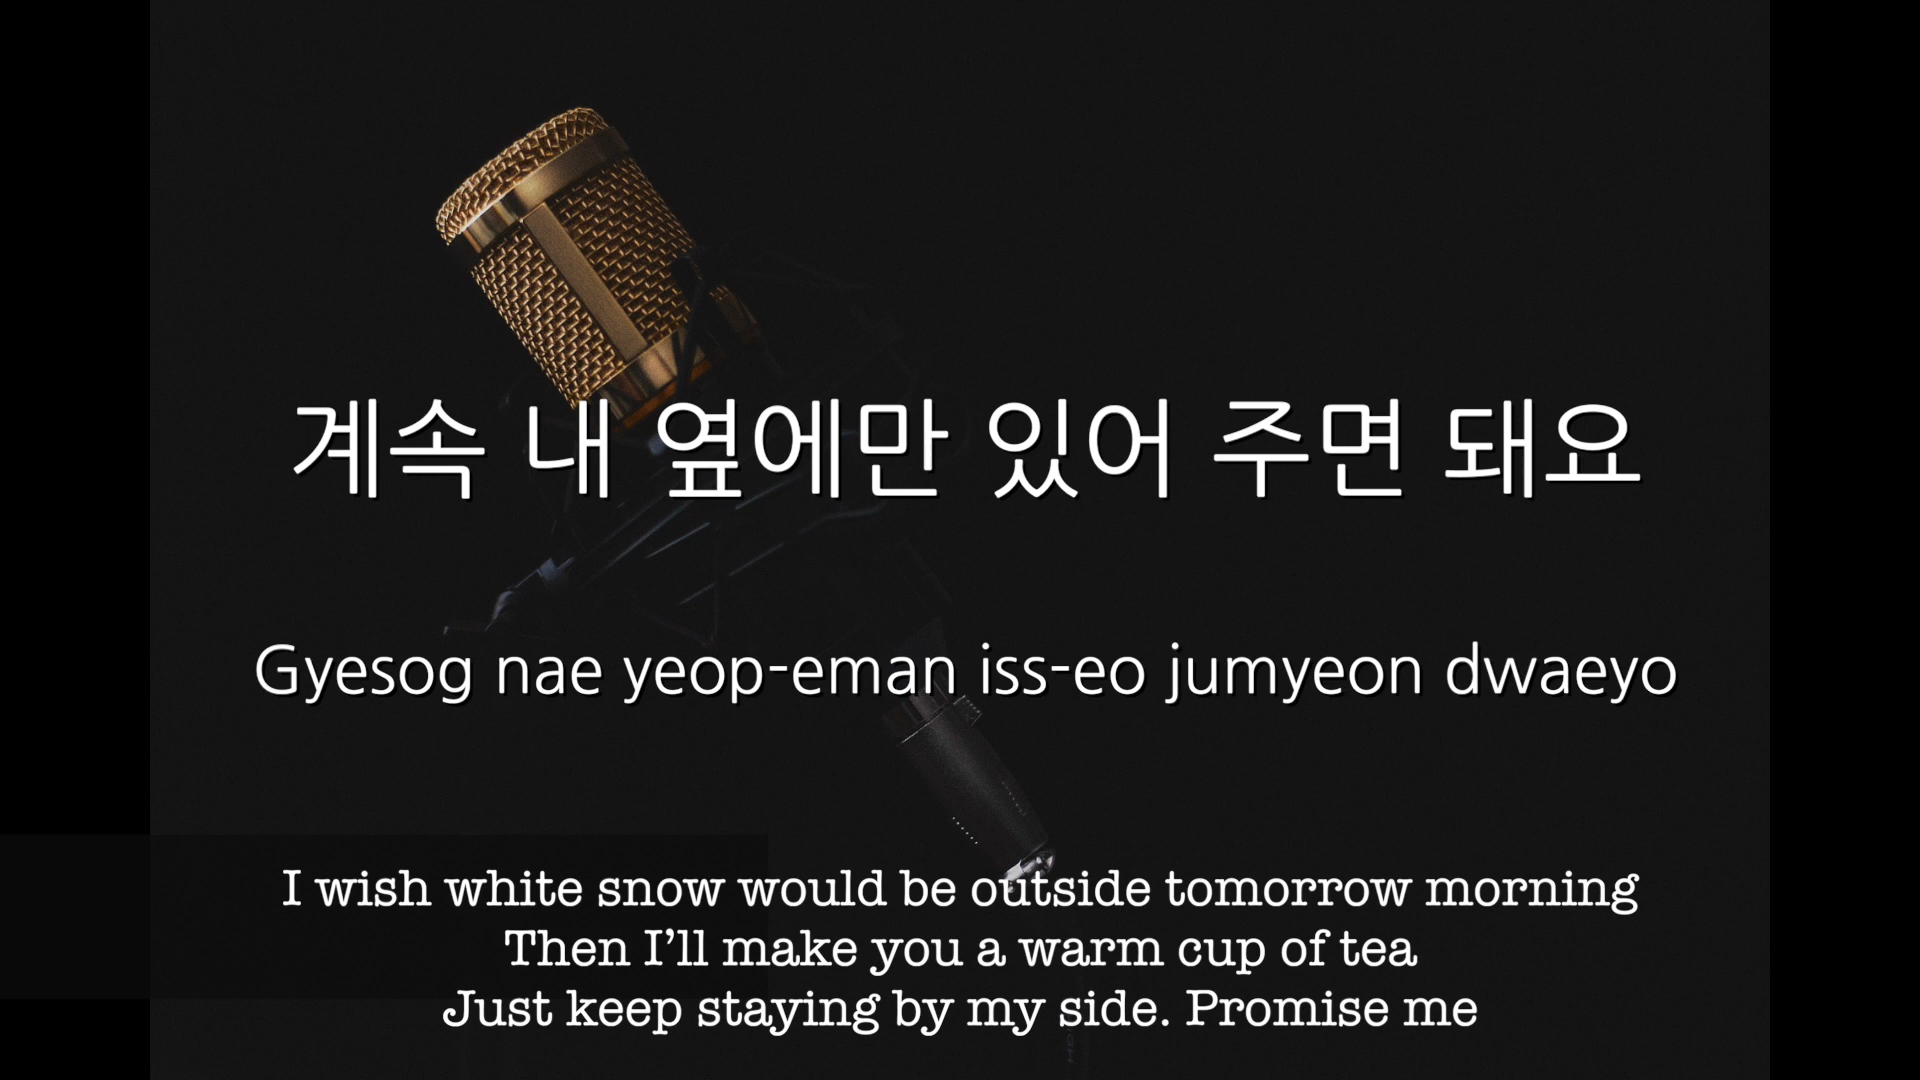 계속 내 옆에만 있어 주면 돼요
Gyesog nae yeop-eman iss-eo jumyeon dwaeyo
I wish white snow would be outside tomorrow morning
Then I’ll make you a warm cup of tea
Just keep staying by my side. Promise me